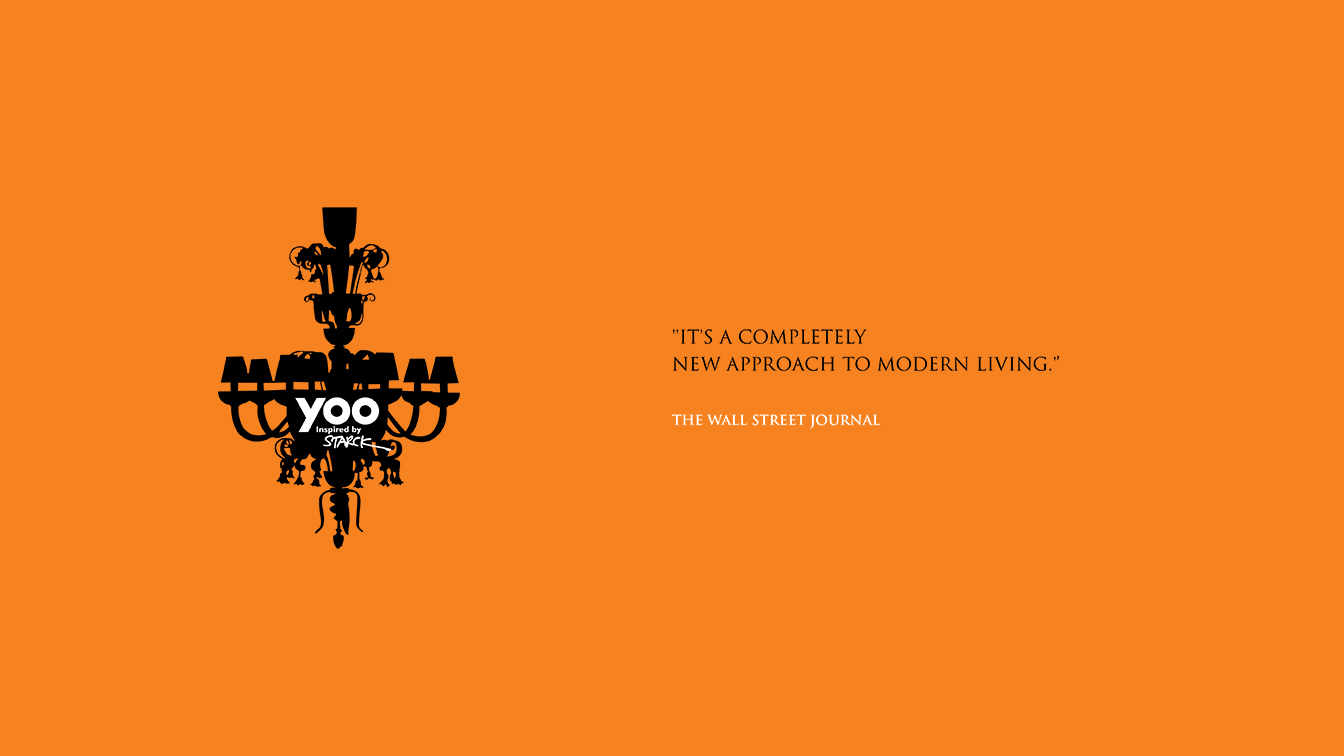 yoo
Inspired by
STARCK
"IT'S A COMPLETELY
NEW APPROACH TO MODERN LIVING."
THE WALL STREET JOURNAL